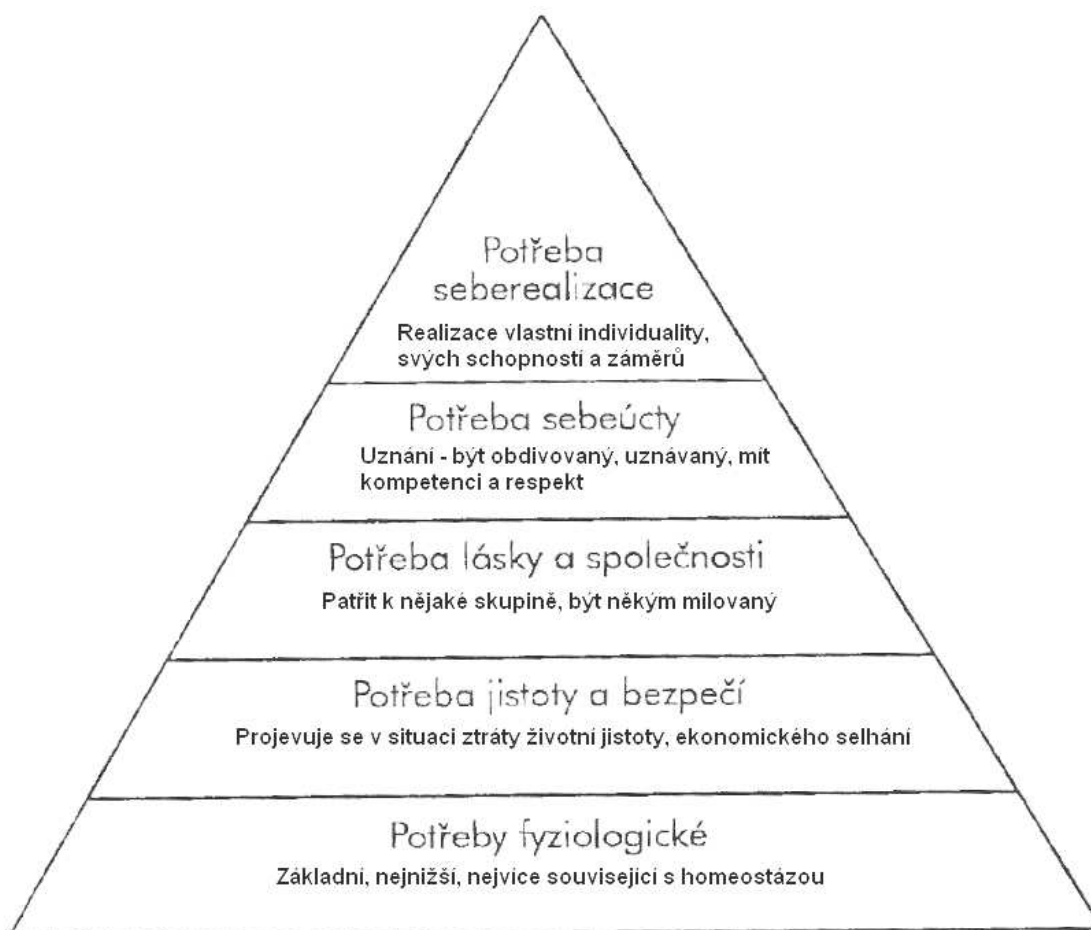 Potřeba
seberealizace
Realizace vlastní individuality,
svých schopností a záměrů
Potřeba sebeúcty
Uznání - být obdivovaný, uznávaný, mít
kompetenci a respekt
Potřeba lásky a společnosti
Patřit k nějaké skupině, být někým milovaný
Potřeba jistoty a bezpečí
Projevuje se v situaci ztráty životní jistoty, ekonomického selhání
Potřeby fyziologické
Základní, nejnižší, nejvíce související s homeostázou